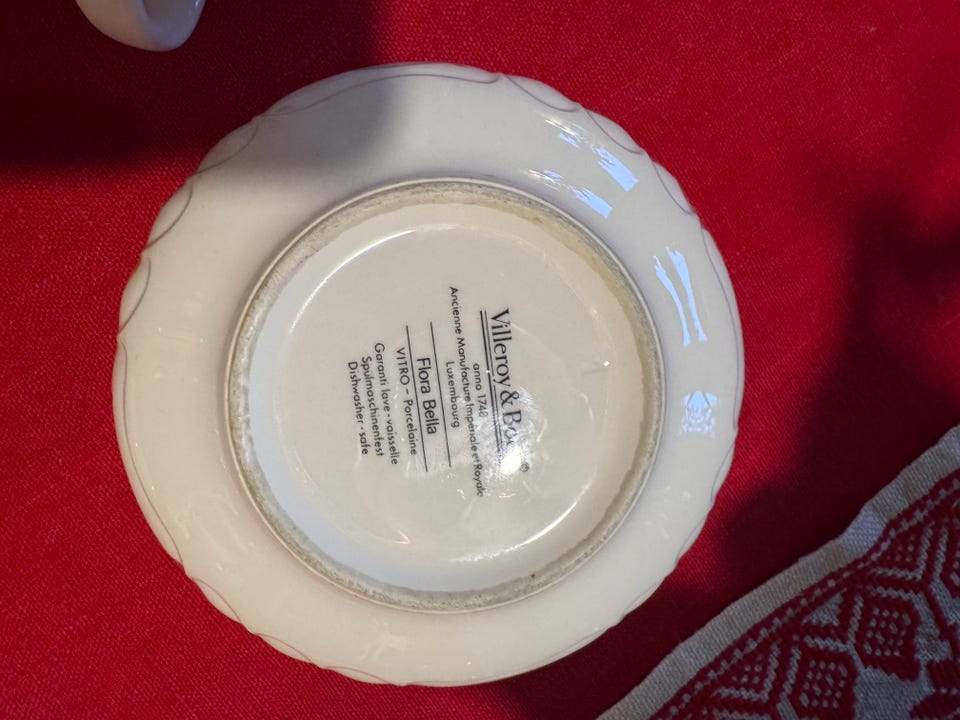 Villeroy & Bo
anno 1748
Ancienne Manufacture Impériale et Royale
Luxembourg
Flora Bella
VITRO - Porcelaine
Garanti lave-vaisselle
Spülmaschinenfest
Dishwasher-safe